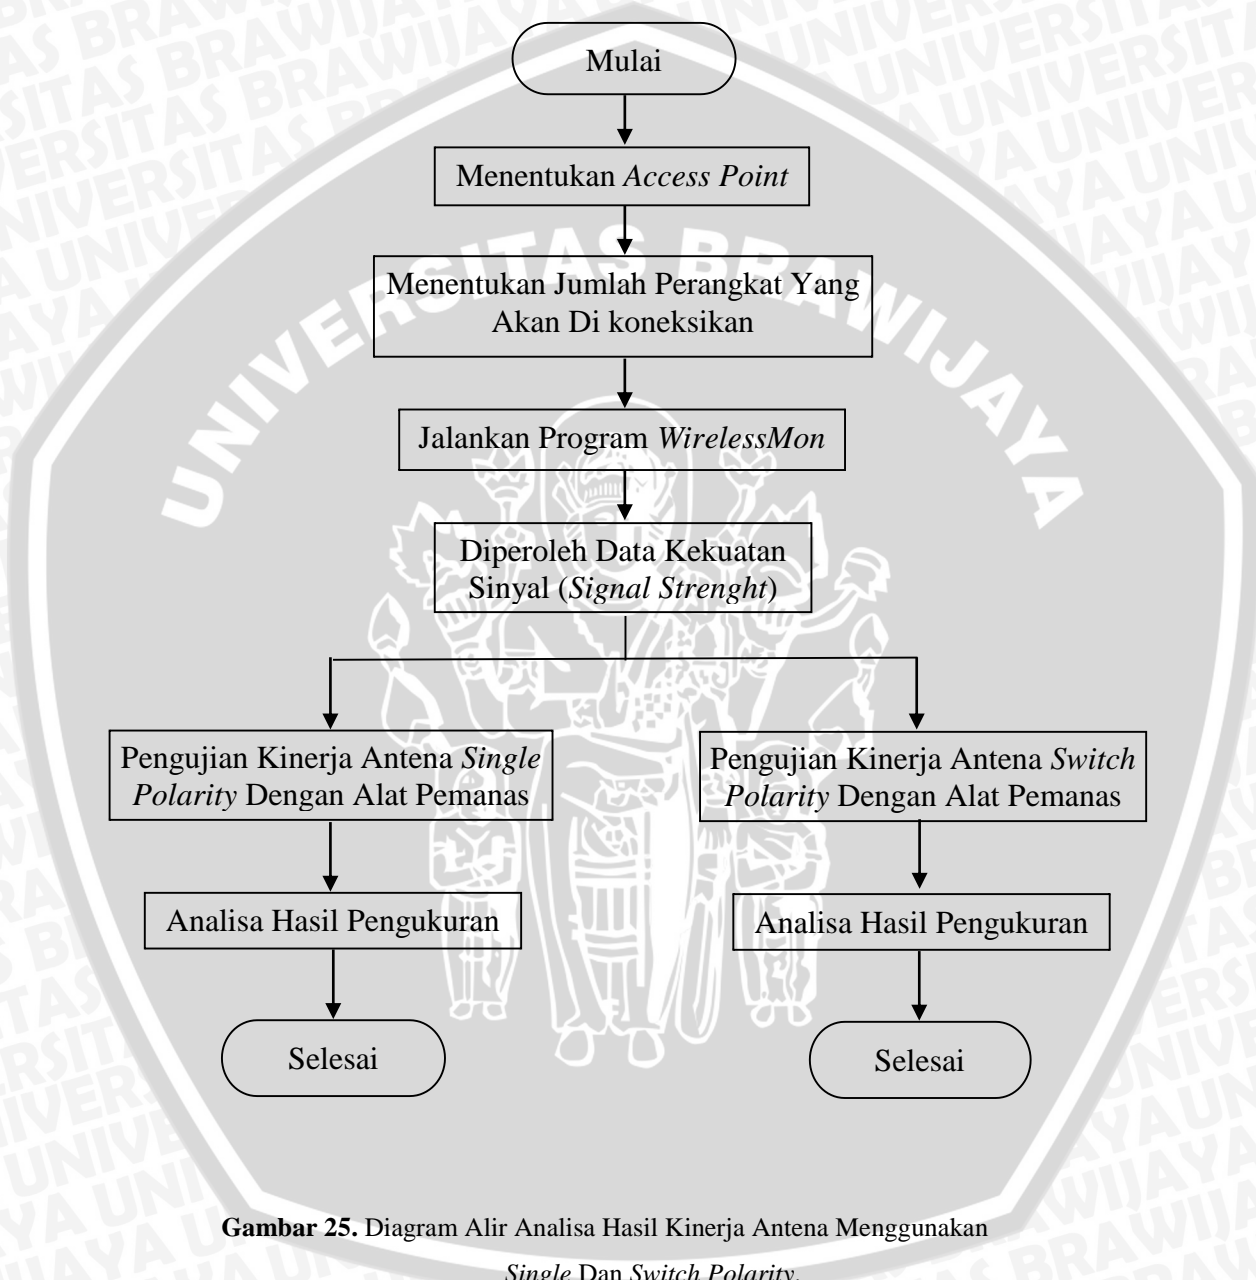 Mulai
Menentukan Access Point
Menentukan Jumlah Perangkat Yang
Akan Di koneksikan
Jalankan Program WirelessMon
Diperoleh Data Kekuatan
Sinyal (Signal Strenght)
Pengujian Kinerja Antena Single
Polarity Dengan Alat Pemanas
Pengujian Kinerja Antena Switch
Polarity Dengan Alat Pemanas
Analisa Hasil Pengukuran
Analisa Hasil Pengukuran
Selesai
Selesai
Gambar 25. Diagram Alir Analisa Hasil Kinerja Antena Menggunakan
Single Dan Switch Polarity.
UNIVERSITAS BRAWIJAYA